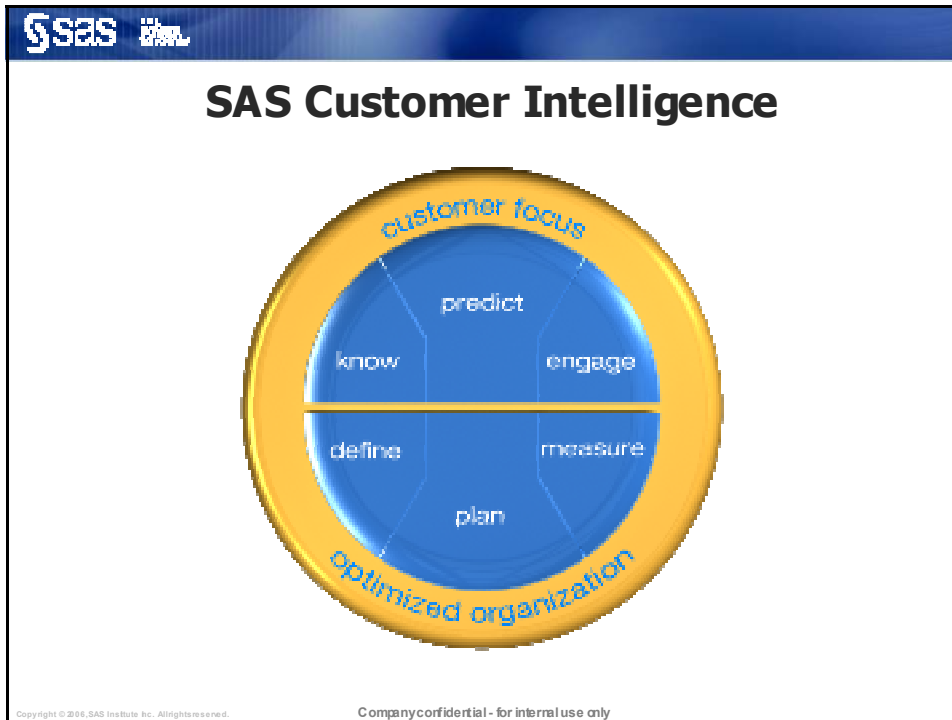 sas
SAS Customer Intelligence
customer focus
predict
know
engage
define
measure
plan
optimized organization
Copyright © 2006, SAS Institute Inc. All rights reserved.
Company confidential - for internal use only